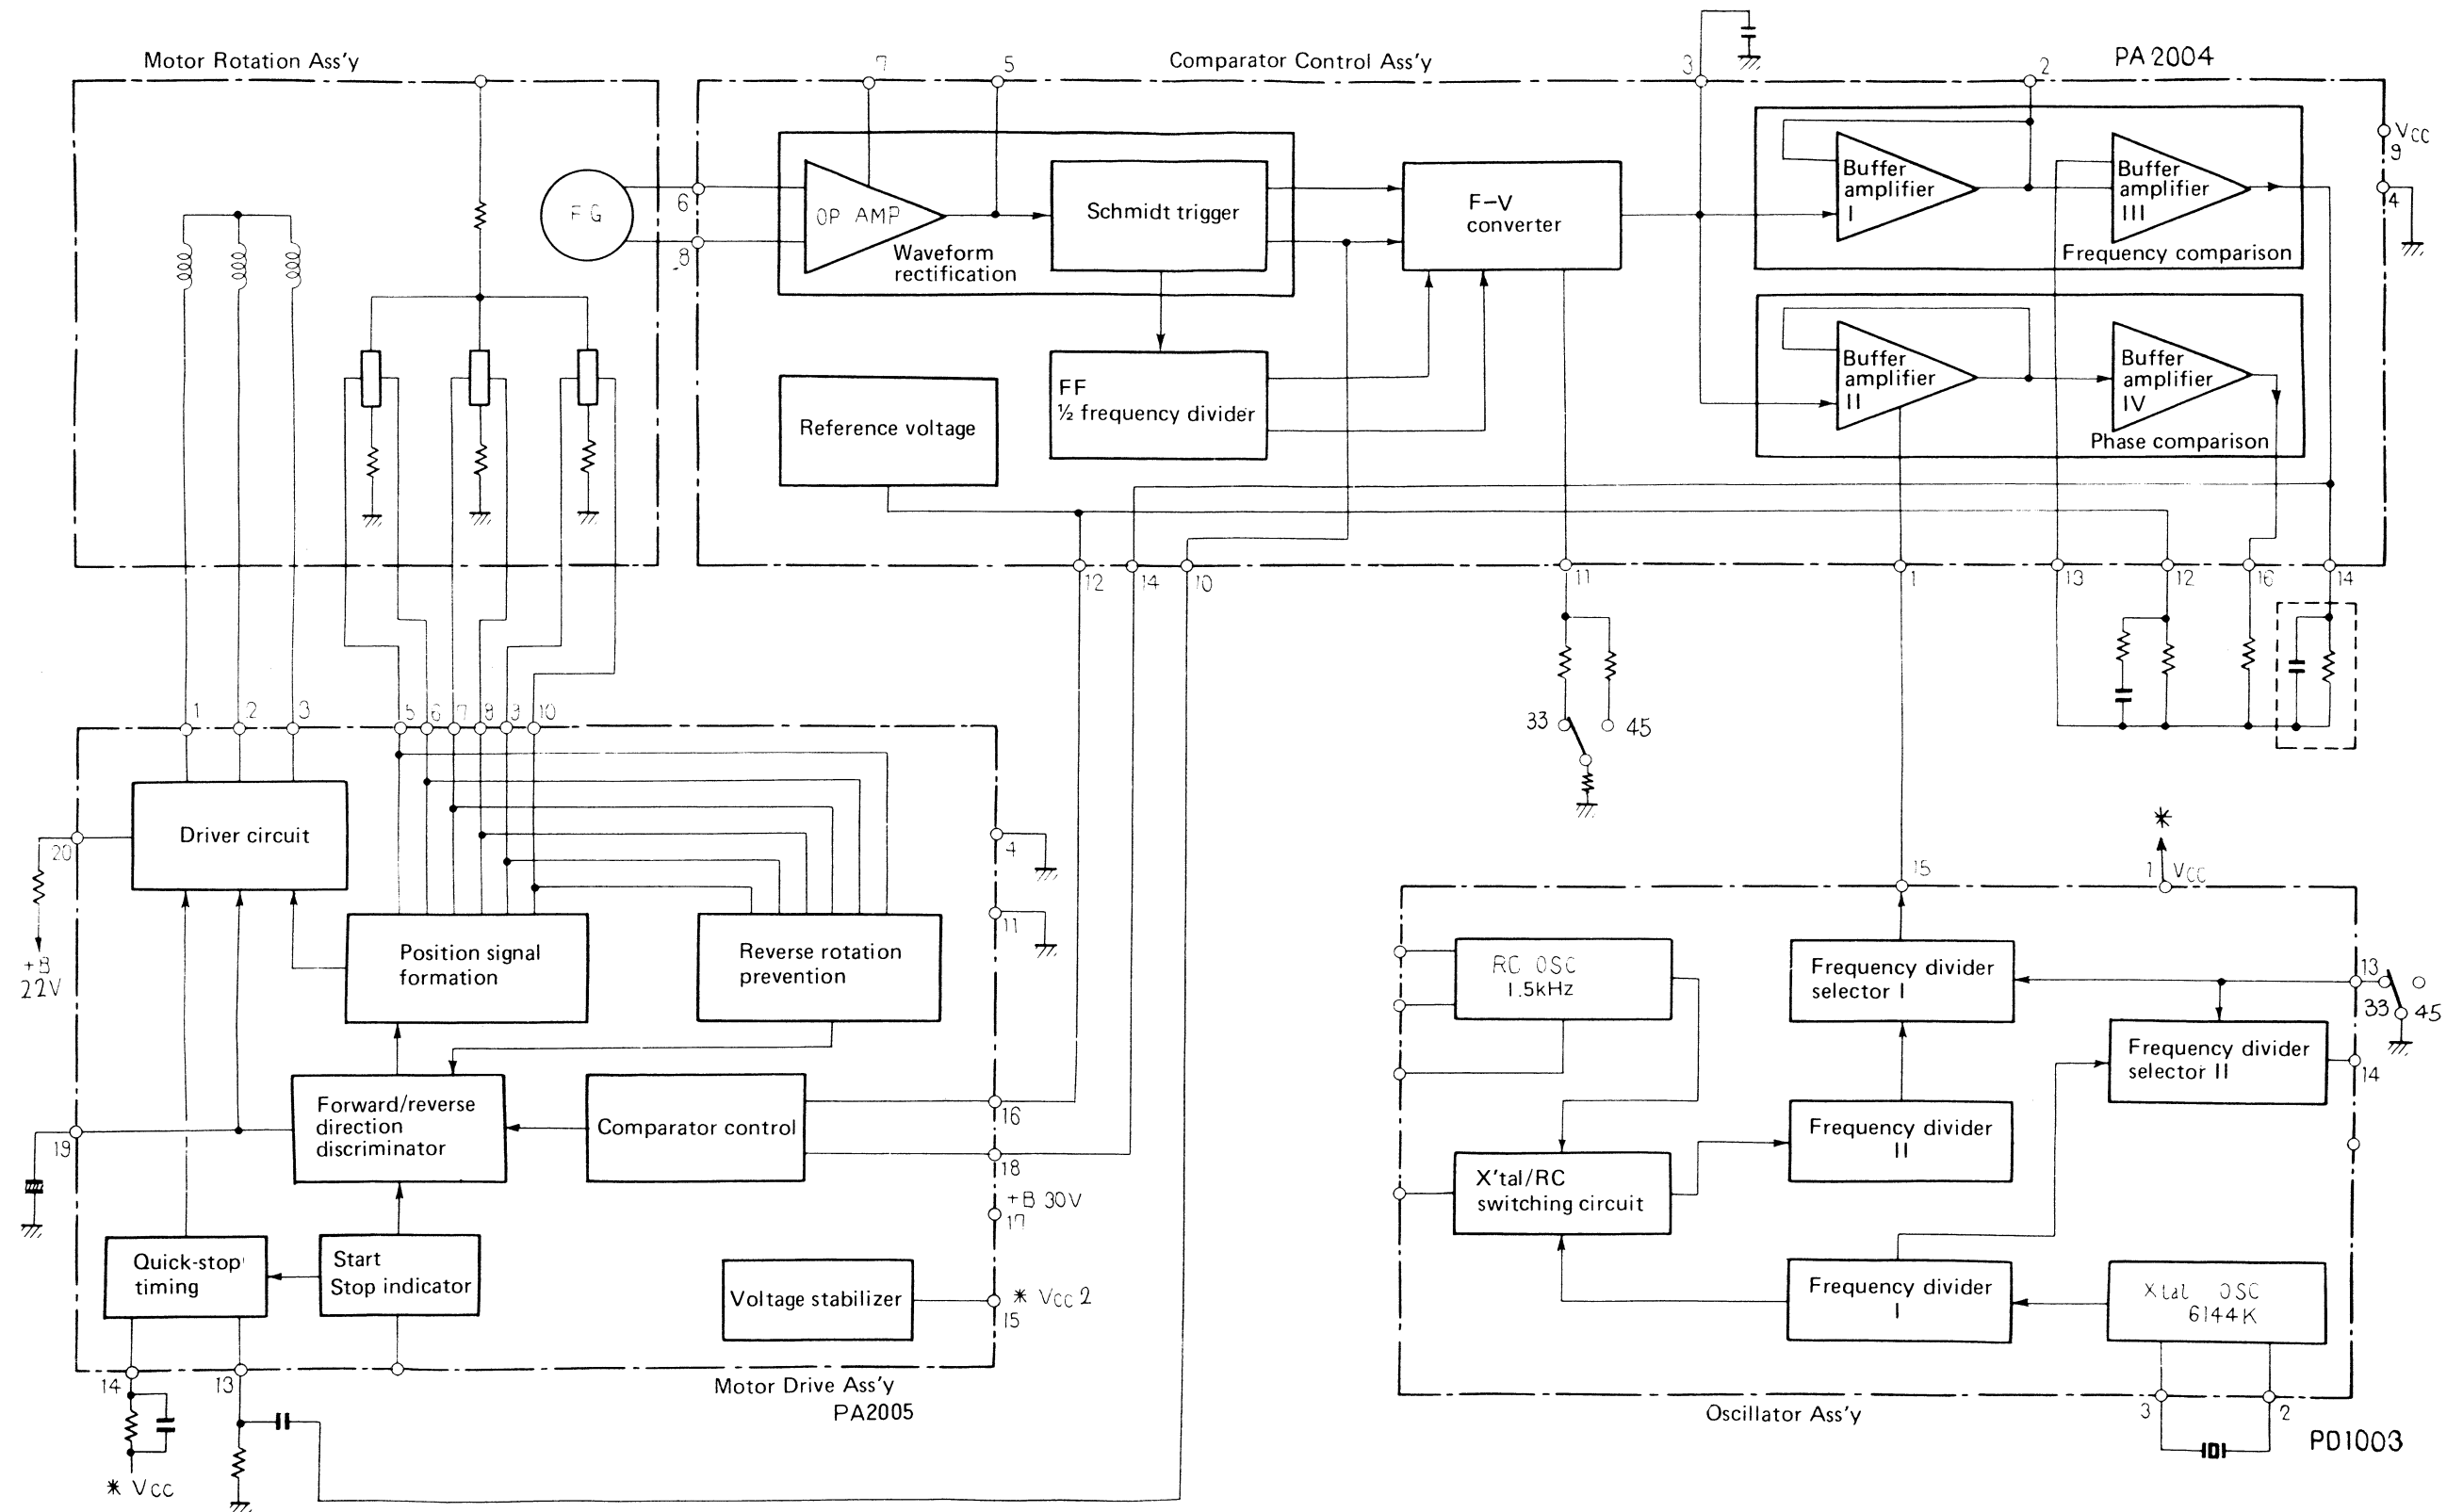 Motor Rotation Ass'y
Comparator Control Ass'y
PA2004
7
5
3
2
VCC
9
4
FG
6
8
OP AMP
Waveform
rectification
Schmidt trigger
F-V
converter
Buffer
amplifier
I
Buffer
amplifier
III
Frequency comparison
Buffer
amplifier
II
Buffer
amplifier
IV
Phase comparison
Reference voltage
FF
½ frequency divider
12
14
10
11
1
13
12
16
14
33
45
1
2
3
5
6
7
8
9
10
Driver circuit
20
+B
22V
4
11
Position signal
formation
Reverse rotation
prevention
Forward/reverse
direction
discriminator
Comparator control
16
18
19
+B 30V
17
Quick-stop
timing
Start
Stop indicator
Voltage stabilizer
* VCC 2
15
14
13
* VCC
Motor Drive Ass'y
PA2005
*
15
1
VCC
RC OSC
1.5kHz
Frequency divider
selector I
13
33
45
Frequency divider
selector II
14
X'tal/RC
switching circuit
Frequency divider
II
Frequency divider
I
Xtal OSC
6144K
Oscillator Ass'y
3
2
PD1003